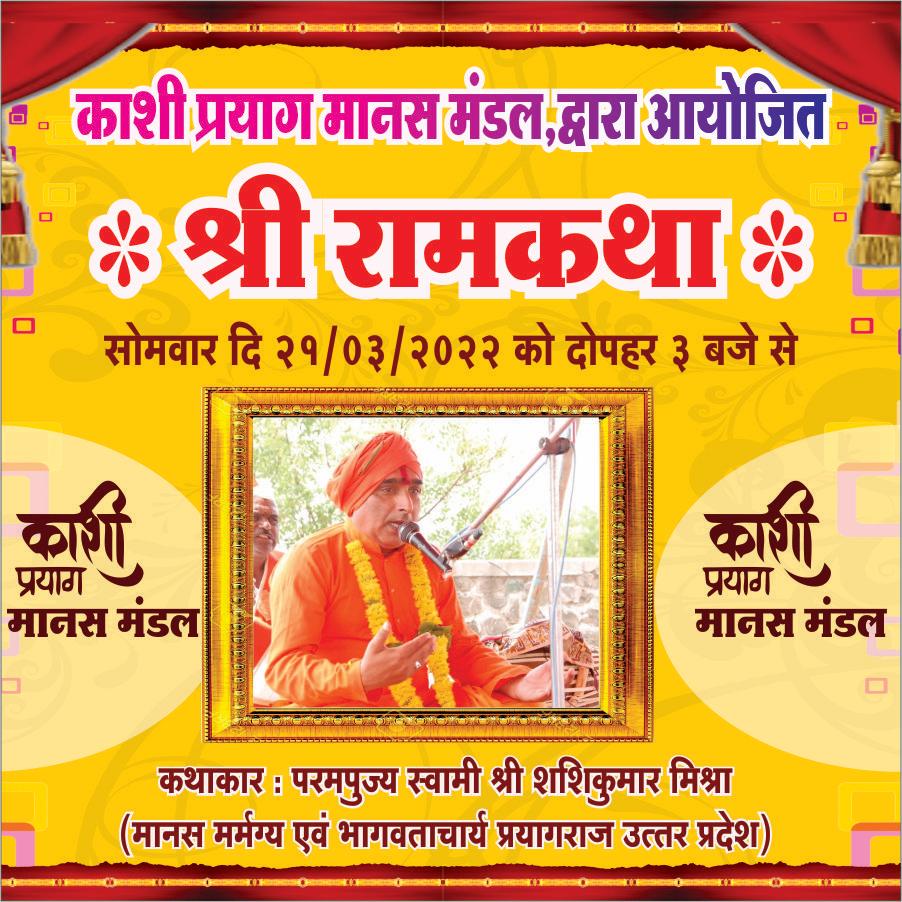 काशी प्रयाग मानस मंडल,द्वारा आयोजित
श्री रामकथा
सोमवार दि २१/०३/२०२२ को दोपहर ३ बजे से
काशी
प्रयाग
मानस मंडल
काशी
प्रयाग
मानस मंडल
कथाकार : परमपुज्य स्वामी श्री शशिकुमार मिश्रा
(मानस मर्मग्य एवं भागवताचार्य प्रयागराज उत्तर प्रदेश)